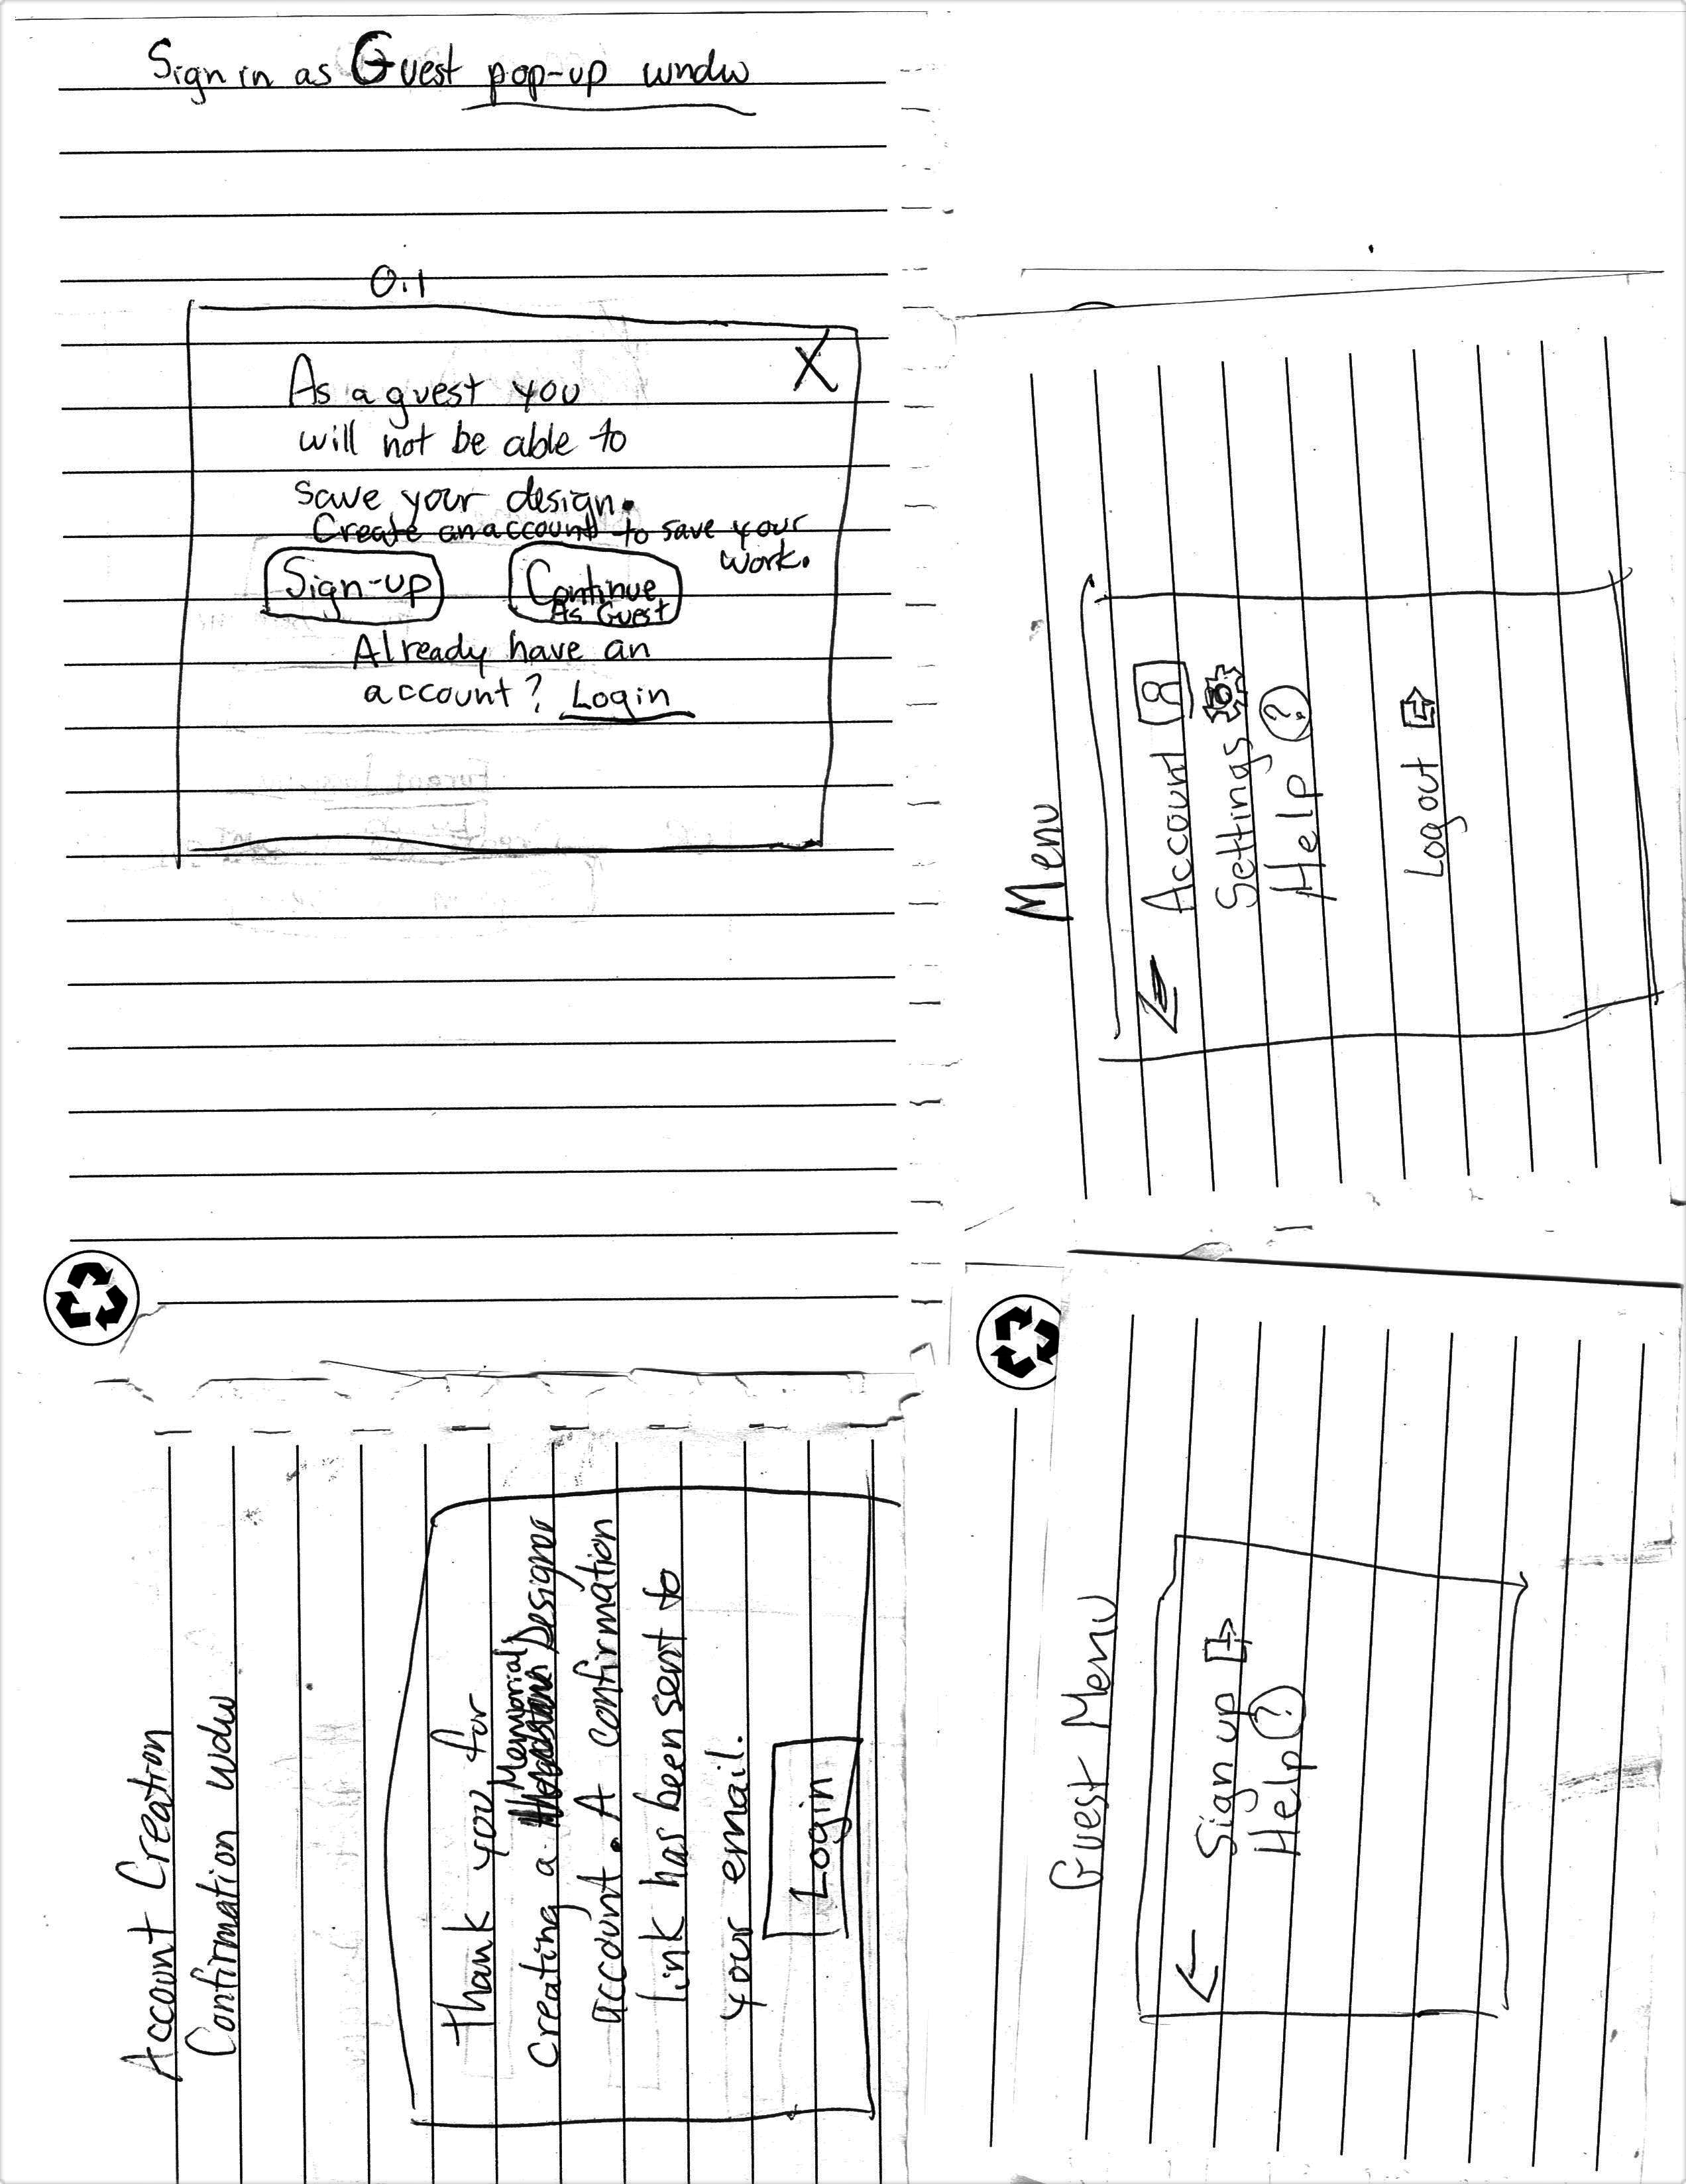 Sign in as Guest pop-up wndw
0.1
X
As a guest you
will not be able to
save your design.
Create an account to save your
work.
Sign-up
Continue
As Guest
Already have an
account? Login
Menu
Account
Settings
Help ?
Logout
Account Creation
Confirmation wdw
Thank you for
Memorial
creating a Designer
account. A confirmation
link has been sent to
your email.
Login
Guest Menu
Sign up
Help ?